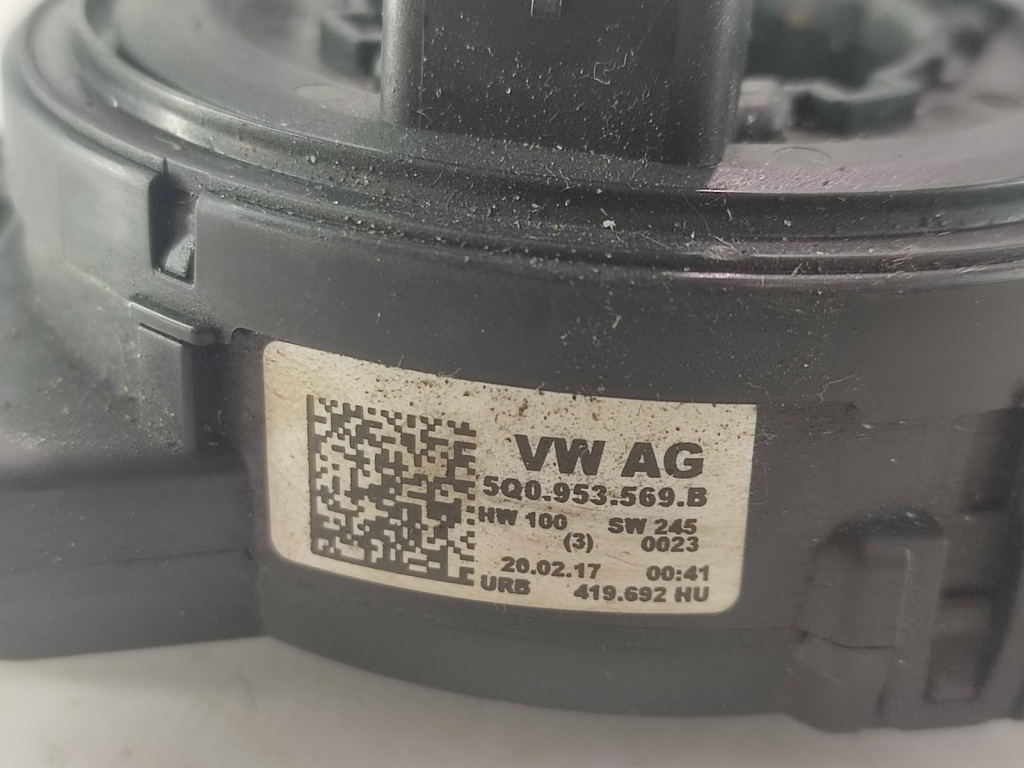 VW AG
5Q0.953.569.B
HW 100 SW 245
(3) 0023
20.02.17 00:41
URB 419.692 HU